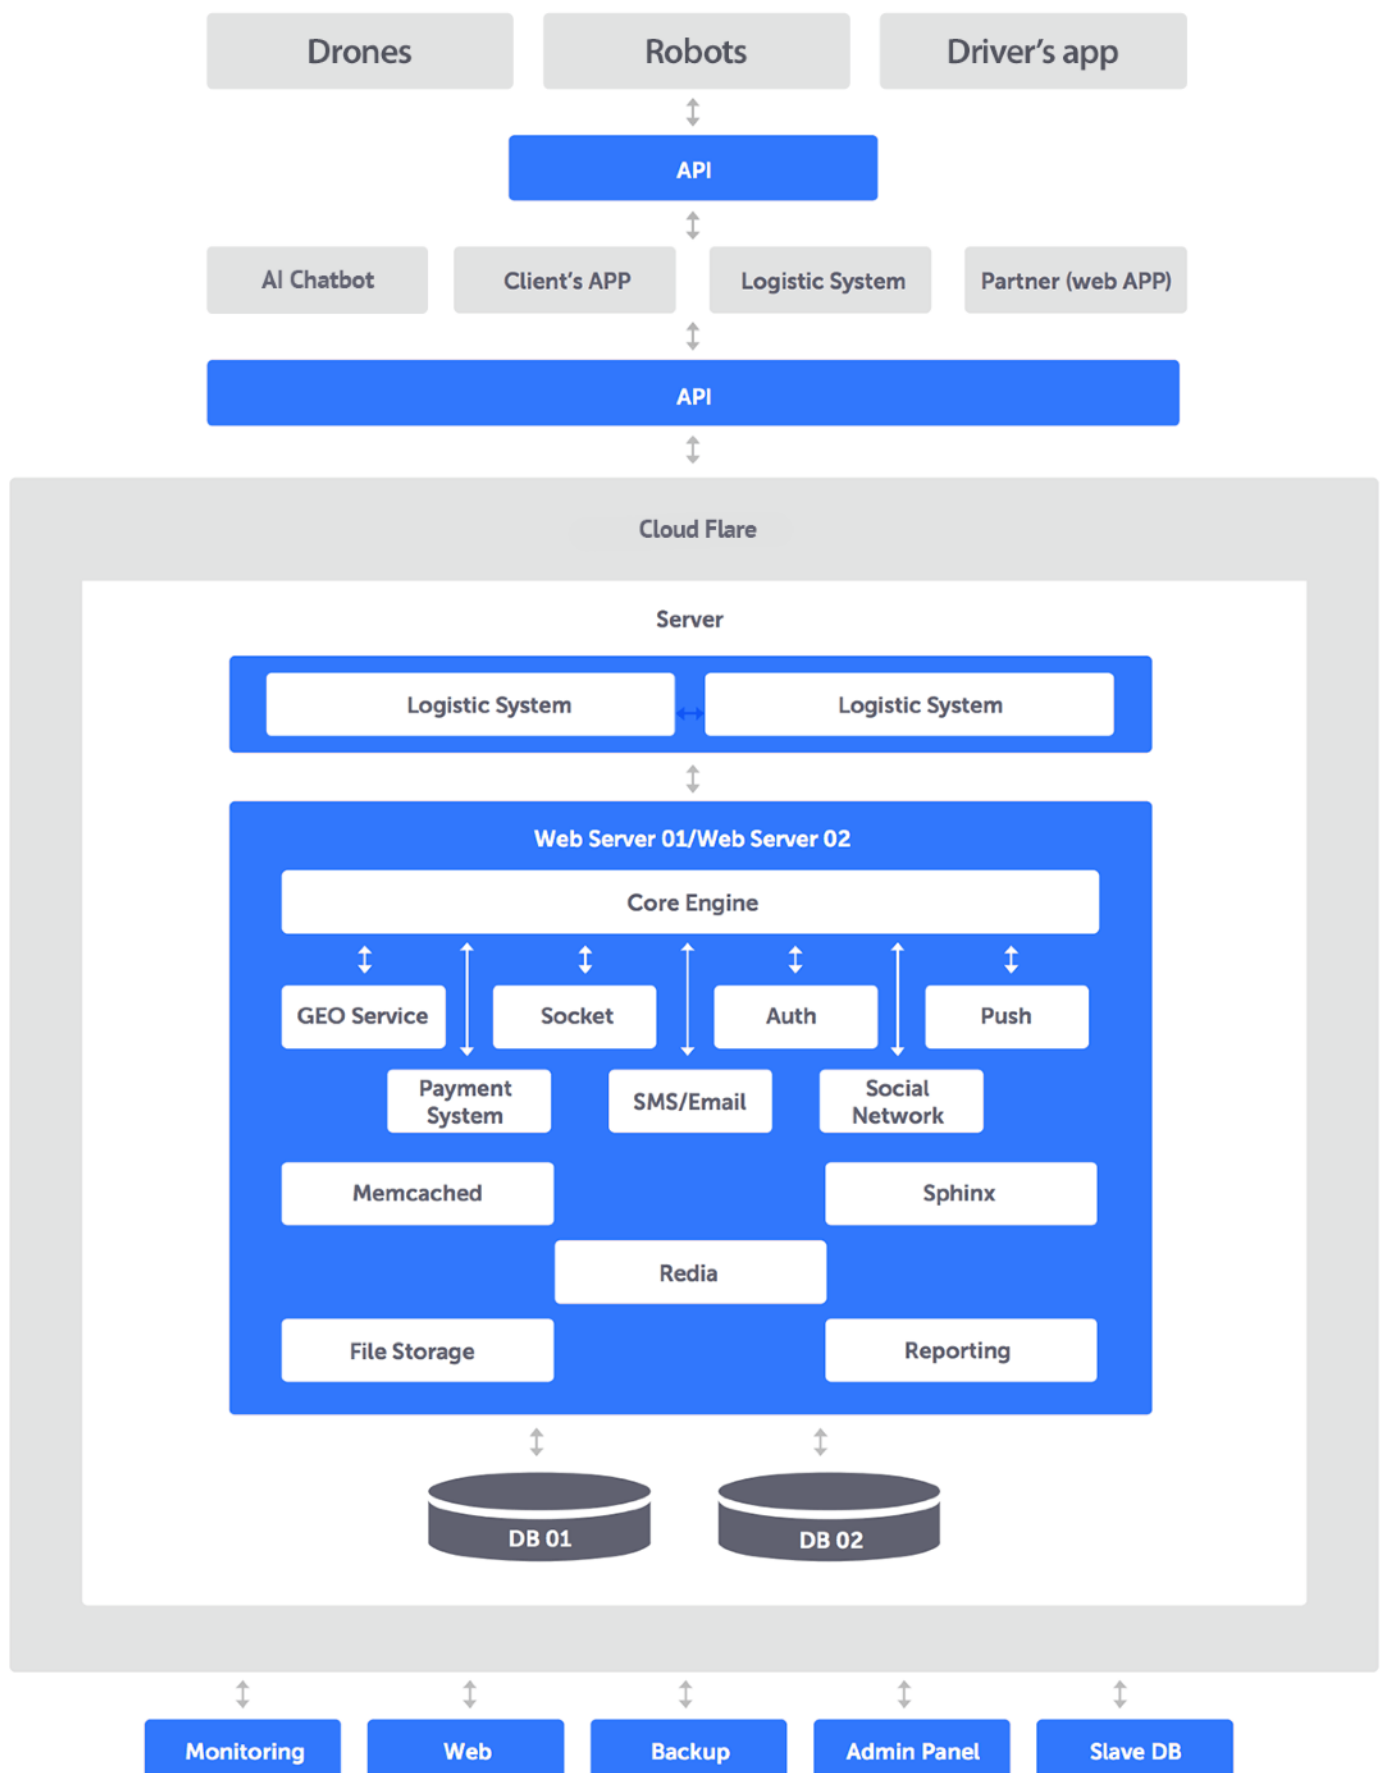 Drones
Robots
Driver's app
API
AI Chatbot
Client's APP
Logistic System
Partner (web APP)
API
Cloud Flare
Server
Logistic System
Logistic System
Web Server 01/Web Server 02
Core Engine
GEO Service
Socket
Auth
Push
Payment
System
SMS/Email
Social
Network
Memcached
Sphinx
Redia
File Storage
Reporting
DB 01
DB 02
Monitoring
Web
Backup
Admin Panel
Slave DB